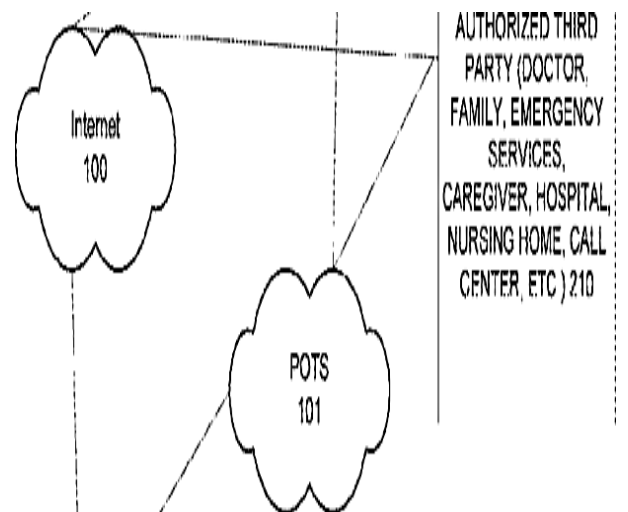 AUTHORIZED THIRD
PARTY (DOCTOR,
FAMILY, EMERGENCY
SERVICES,
CAREGIVER, HOSPITAL,
NURSING HOME, CALL
CENTER, ETC ) 210
Internet
100
POTS
101